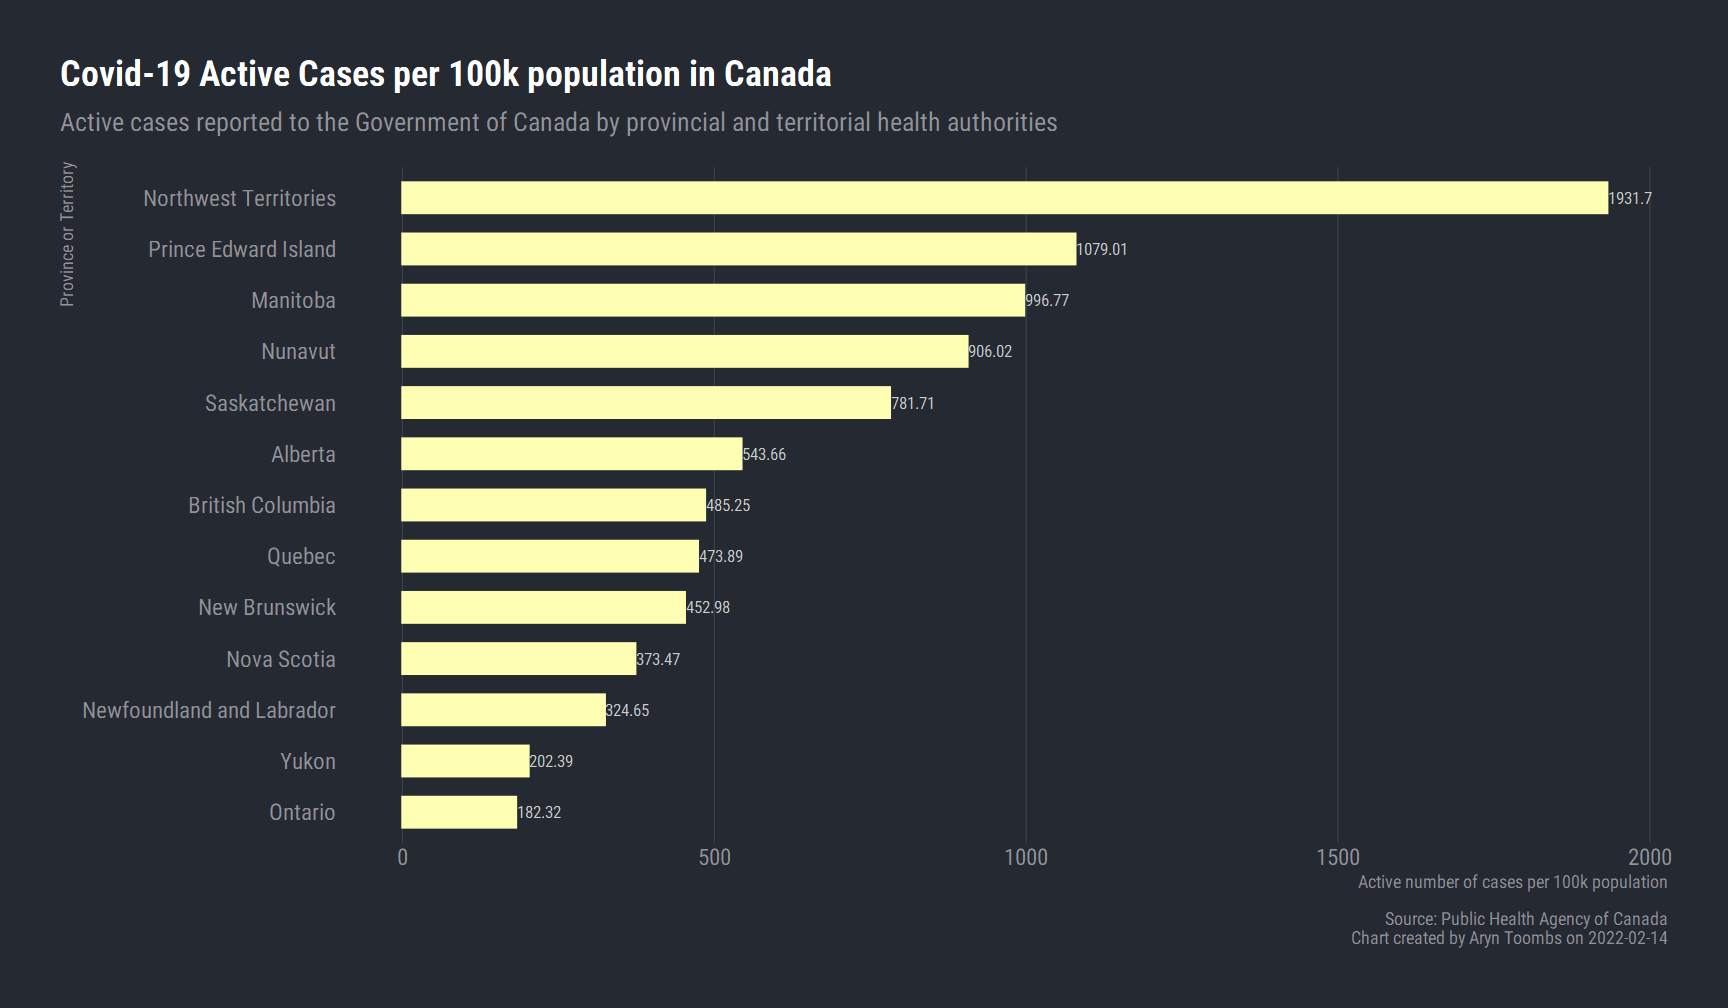 Covid-19 Active Cases per 100k population in Canada
Active cases reported to the Government of Canada by provincial and territorial health authorities
Province or Territory
Northwest Territories 1931.7
Prince Edward Island 1079.01
Manitoba 996.77
Nunavut 906.02
Saskatchewan 781.71
Alberta 543.66
British Columbia 485.25
Quebec 473.89
New Brunswick 452.98
Nova Scotia 373.47
Newfoundland and Labrador 324.65
Yukon 202.39
Ontario 182.32
0 500 1000 1500 2000
Active number of cases per 100k population
Source: Public Health Agency of Canada
Chart created by Aryn Toombs on 2022-02-14